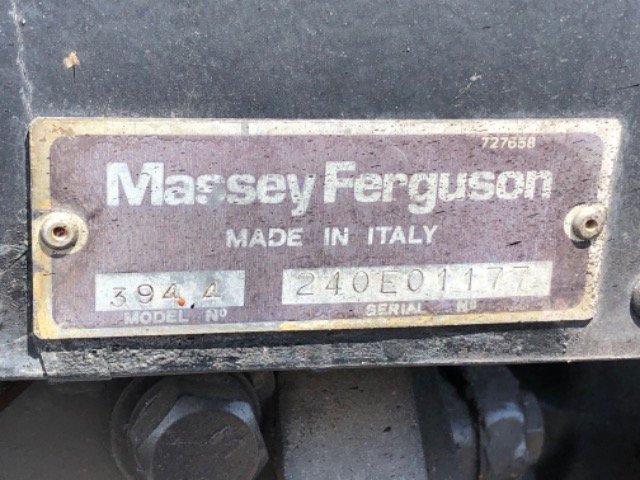 727658
Massey Ferguson
MADE IN ITALY
394 4 240E01177
MODEL Nº SERIAL Nº